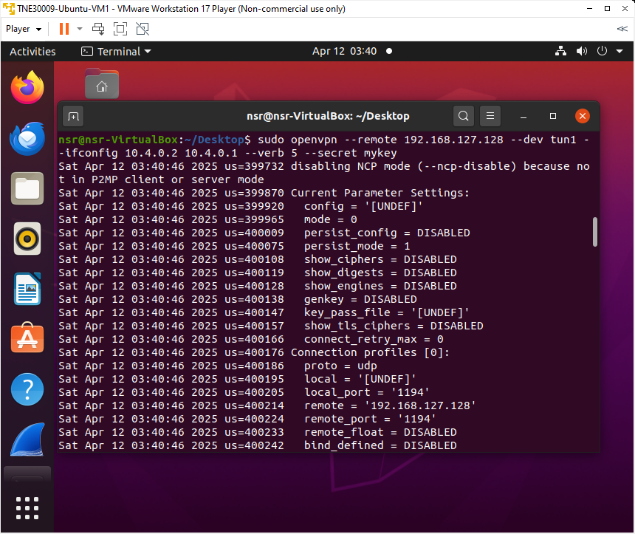 TNE30009-Ubuntu-VM1 - VMware Workstation 17 Player (Non-commercial use only)
Player
Activities
Terminal
Apr 12 03:40
nsr@nsr-VirtualBox: ~/Desktop
nsr@nsr-VirtualBox:~/Desktop$ sudo openvpn --remote 192.168.127.128 --dev tun1 -
-ifconfig 10.4.0.2 10.4.0.1 --verb 5 --secret mykey
Sat Apr 12 03:40:46 2025 us=399732 disabling NCP mode (--ncp-disable) because no
t in P2MP client or server mode
Sat Apr 12 03:40:46 2025 us=399870 Current Parameter Settings:
Sat Apr 12 03:40:46 2025 us=399920   config = '[UNDEF]'
Sat Apr 12 03:40:46 2025 us=399965   mode = 0
Sat Apr 12 03:40:46 2025 us=400009   persist_config = DISABLED
Sat Apr 12 03:40:46 2025 us=400075   persist_mode = 1
Sat Apr 12 03:40:46 2025 us=400108   show_ciphers = DISABLED
Sat Apr 12 03:40:46 2025 us=400119   show_digests = DISABLED
Sat Apr 12 03:40:46 2025 us=400128   show_engines = DISABLED
Sat Apr 12 03:40:46 2025 us=400138   genkey = DISABLED
Sat Apr 12 03:40:46 2025 us=400147   key_pass_file = '[UNDEF]'
Sat Apr 12 03:40:46 2025 us=400157   show_tls_ciphers = DISABLED
Sat Apr 12 03:40:46 2025 us=400166   connect_retry_max = 0
Sat Apr 12 03:40:46 2025 us=400176 Connection profiles [0]:
Sat Apr 12 03:40:46 2025 us=400186   proto = udp
Sat Apr 12 03:40:46 2025 us=400195   local = '[UNDEF]'
Sat Apr 12 03:40:46 2025 us=400205   local_port = '1194'
Sat Apr 12 03:40:46 2025 us=400214   remote = '192.168.127.128'
Sat Apr 12 03:40:46 2025 us=400224   remote_port = '1194'
Sat Apr 12 03:40:46 2025 us=400233   remote_float = DISABLED
Sat Apr 12 03:40:46 2025 us=400242   bind_defined = DISABLED